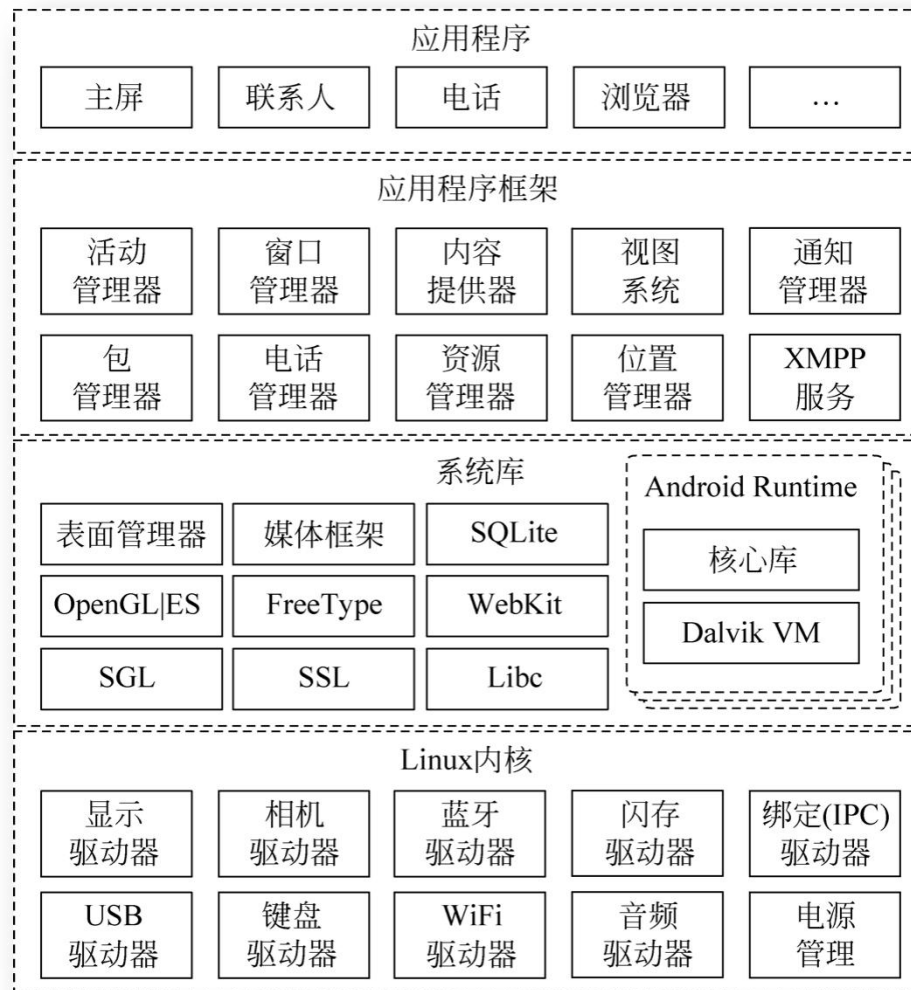 应用程序
主屏 联系人 电话 浏览器 …
应用程序框架
活动 窗口 内容 视图 通知
管理器 管理器 提供器 系统 管理器
包 电话 资源 位置 XMPP
管理器 管理器 管理器 管理器 服务
系统库
Android Runtime
表面管理器 媒体框架 SQLite
核心库
OpenGL|ES FreeType WebKit
Dalvik VM
SGL SSL Libc
Linux内核
显示 相机 蓝牙 闪存 绑定(IPC)
驱动器 驱动器 驱动器 驱动器 驱动器
USB 键盘 WiFi 音频 电源
驱动器 驱动器 驱动器 驱动器 管理